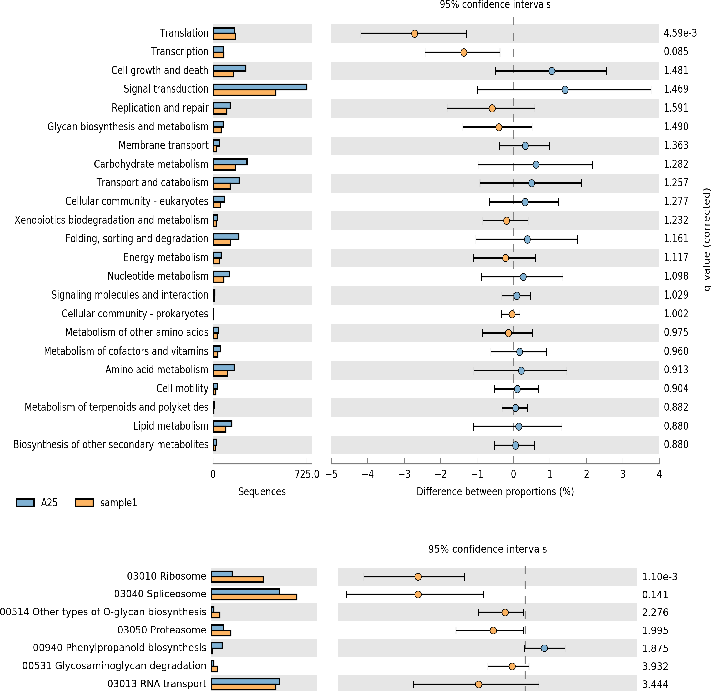 95% confidence intervals
Translation 4.59e-3
Transcription 0.085
Cell growth and death 1.481
Signal transduction 1.469
Replication and repair 1.591
Glycan biosynthesis and metabolism 1.490
Membrane transport 1.363
Carbohydrate metabolism 1.282
Transport and catabolism 1.257
Cellular community - eukaryotes 1.277
Xenobiotics biodegradation and metabolism 1.232
Folding, sorting and degradation 1.161
Energy metabolism 1.117
Nucleotide metabolism 1.098
Signaling molecules and interaction 1.029
Cellular community - prokaryotes 1.002
Metabolism of other amino acids 0.975
Metabolism of cofactors and vitamins 0.960
Amino acid metabolism 0.913
Cell motility 0.904
Metabolism of terpenoids and polyketides 0.882
Lipid metabolism 0.880
Biosynthesis of other secondary metabolites 0.880
q value (corrected)
0 725.0 −5 −4 −3 −2 −1 0 1 2 3 4
Sequences Difference between proportions (%)
A25 sample1
95% confidence intervals
03010 Ribosome 1.10e-3
03040 Spliceosome 0.141
00514 Other types of O-glycan biosynthesis 2.276
03050 Proteasome 1.995
00940 Phenylpropanoid biosynthesis 1.875
00531 Glycosaminoglycan degradation 3.932
03013 RNA transport 3.444